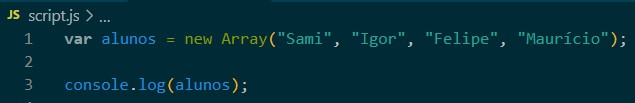 JS script.js > ...
1 var alunos = new Array("Sami", "Igor", "Felipe", "Maurício");
2
3 console.log(alunos);